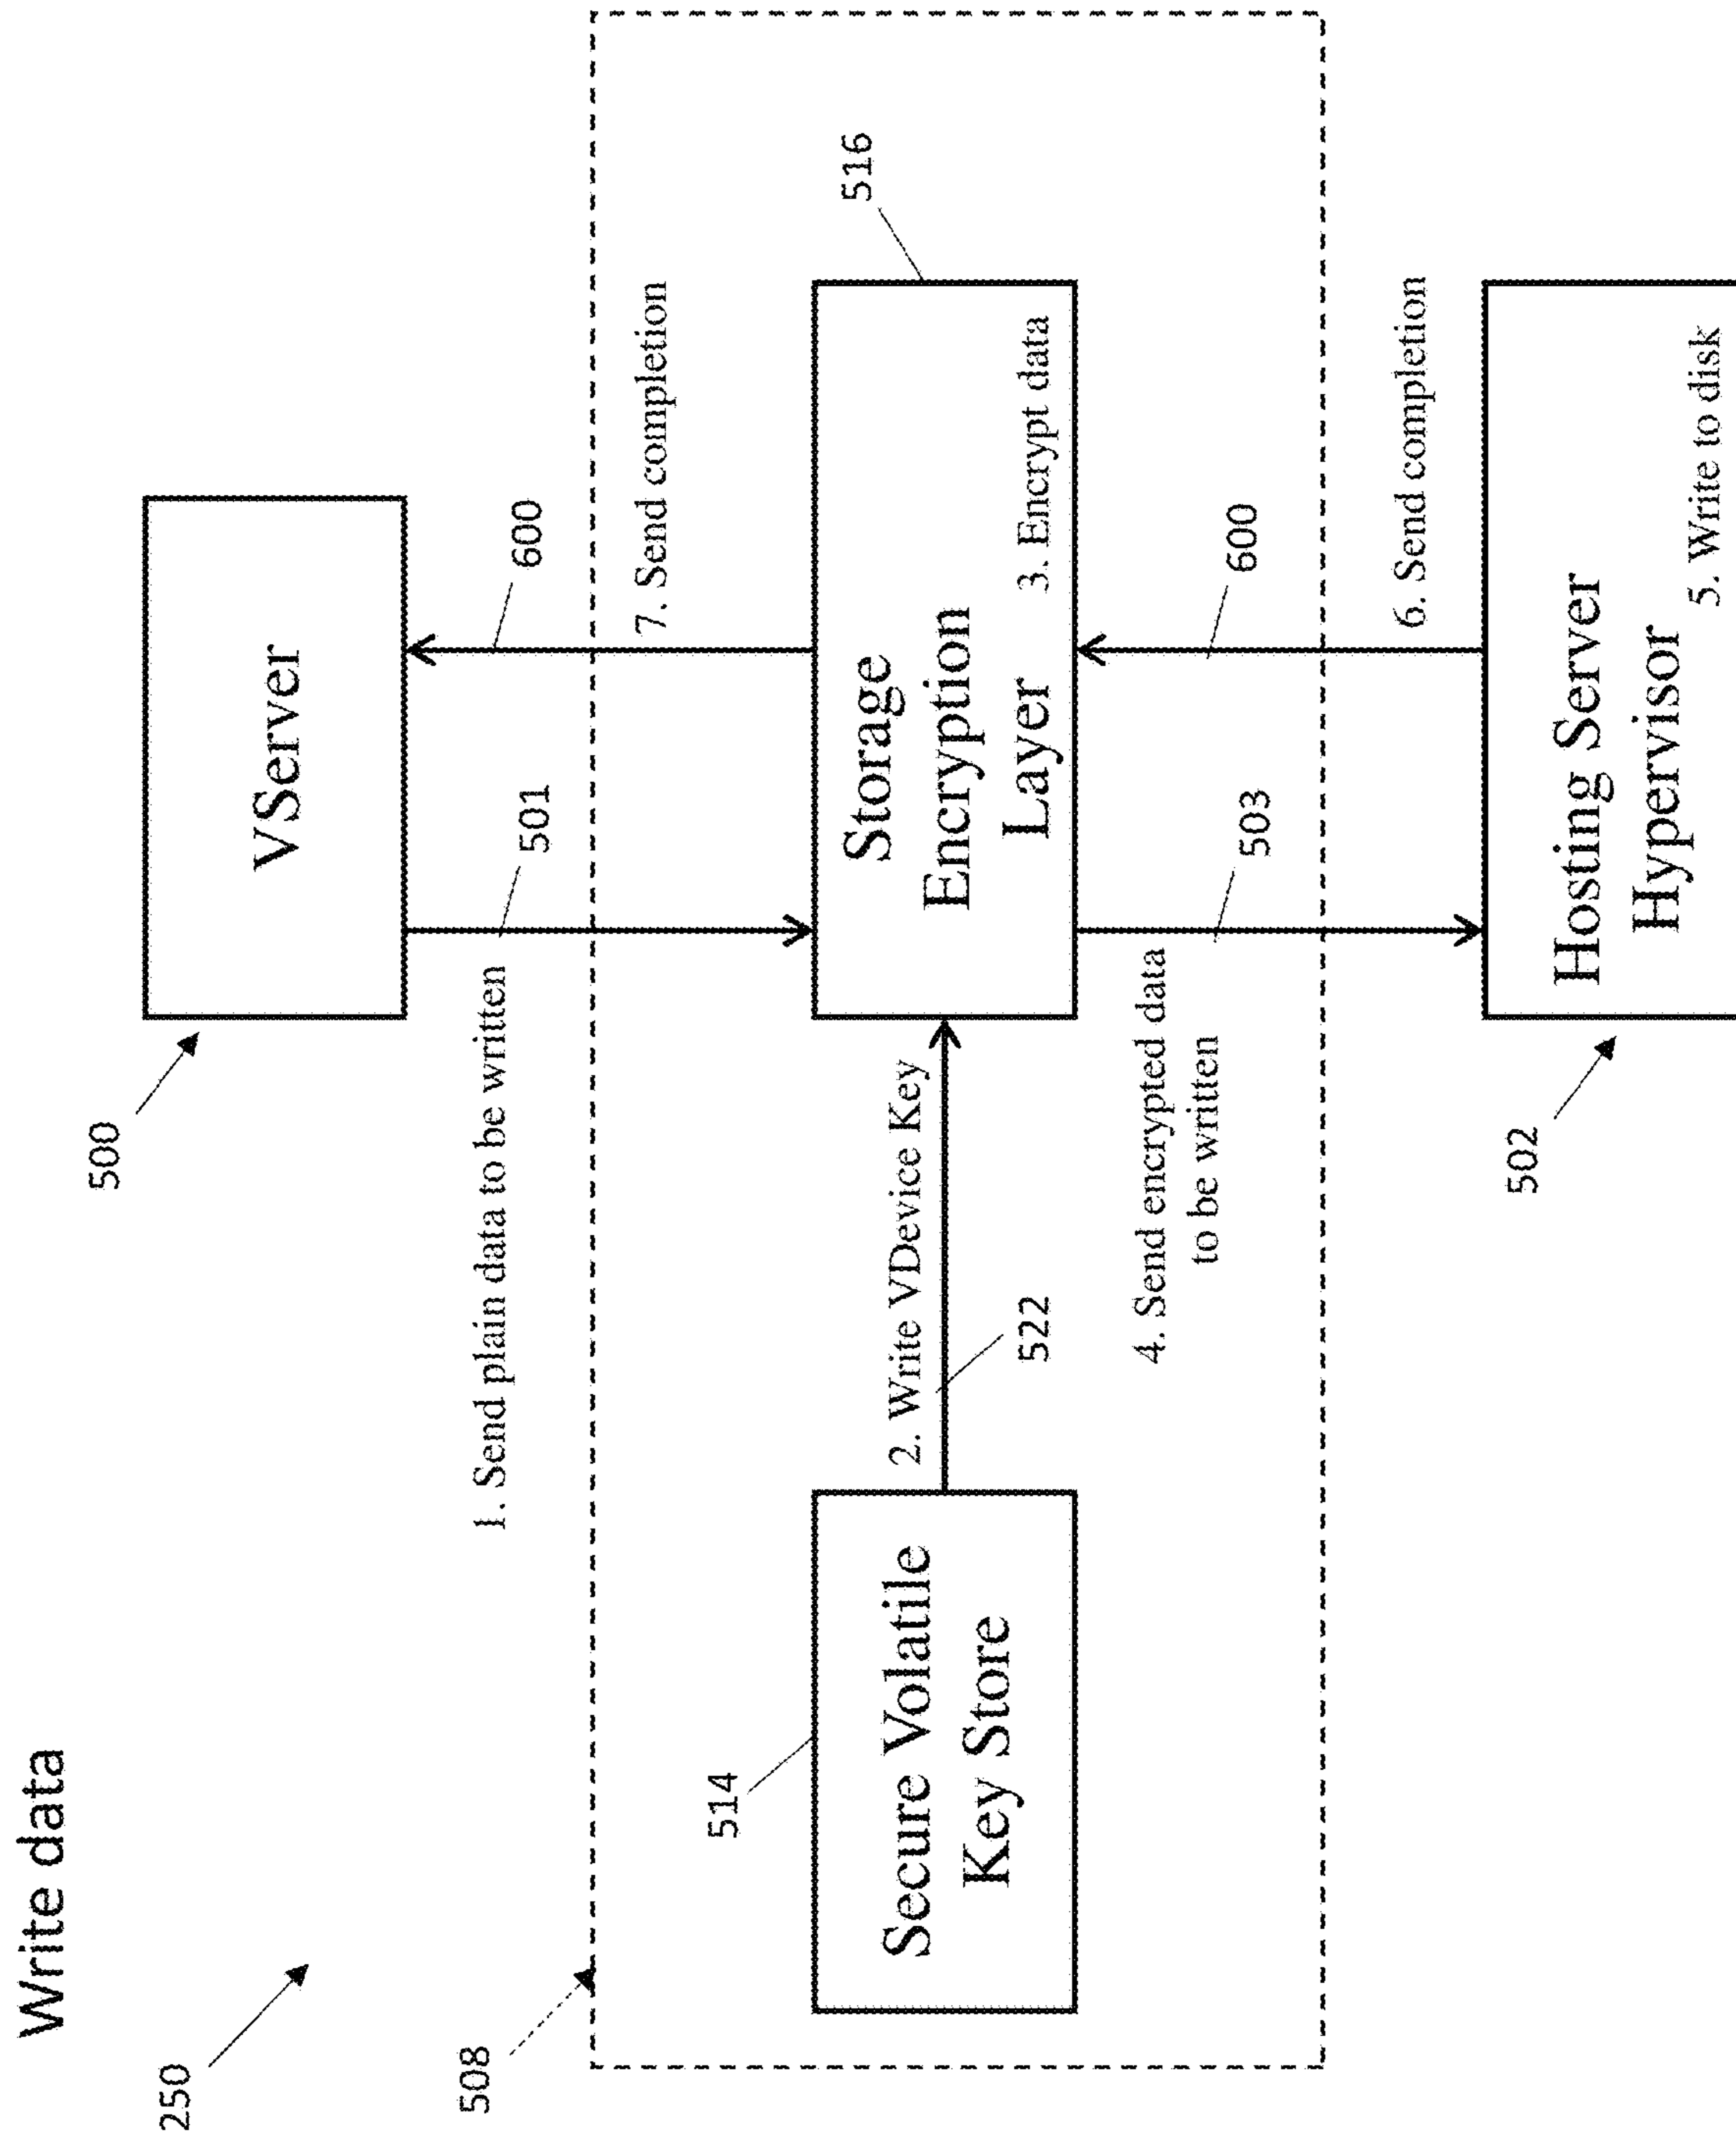 Write data
250
500
VServer
1. Send plain data to be written
501
600
7. Send completion
508
514
Secure Volatile
Key Store
2. Write VDevice Key
522
Storage
Encryption
Layer
3. Encrypt data
516
4. Send encrypted data
to be written
503
600
6. Send completion
502
Hosting Server
Hypervisor
5. Write to disk